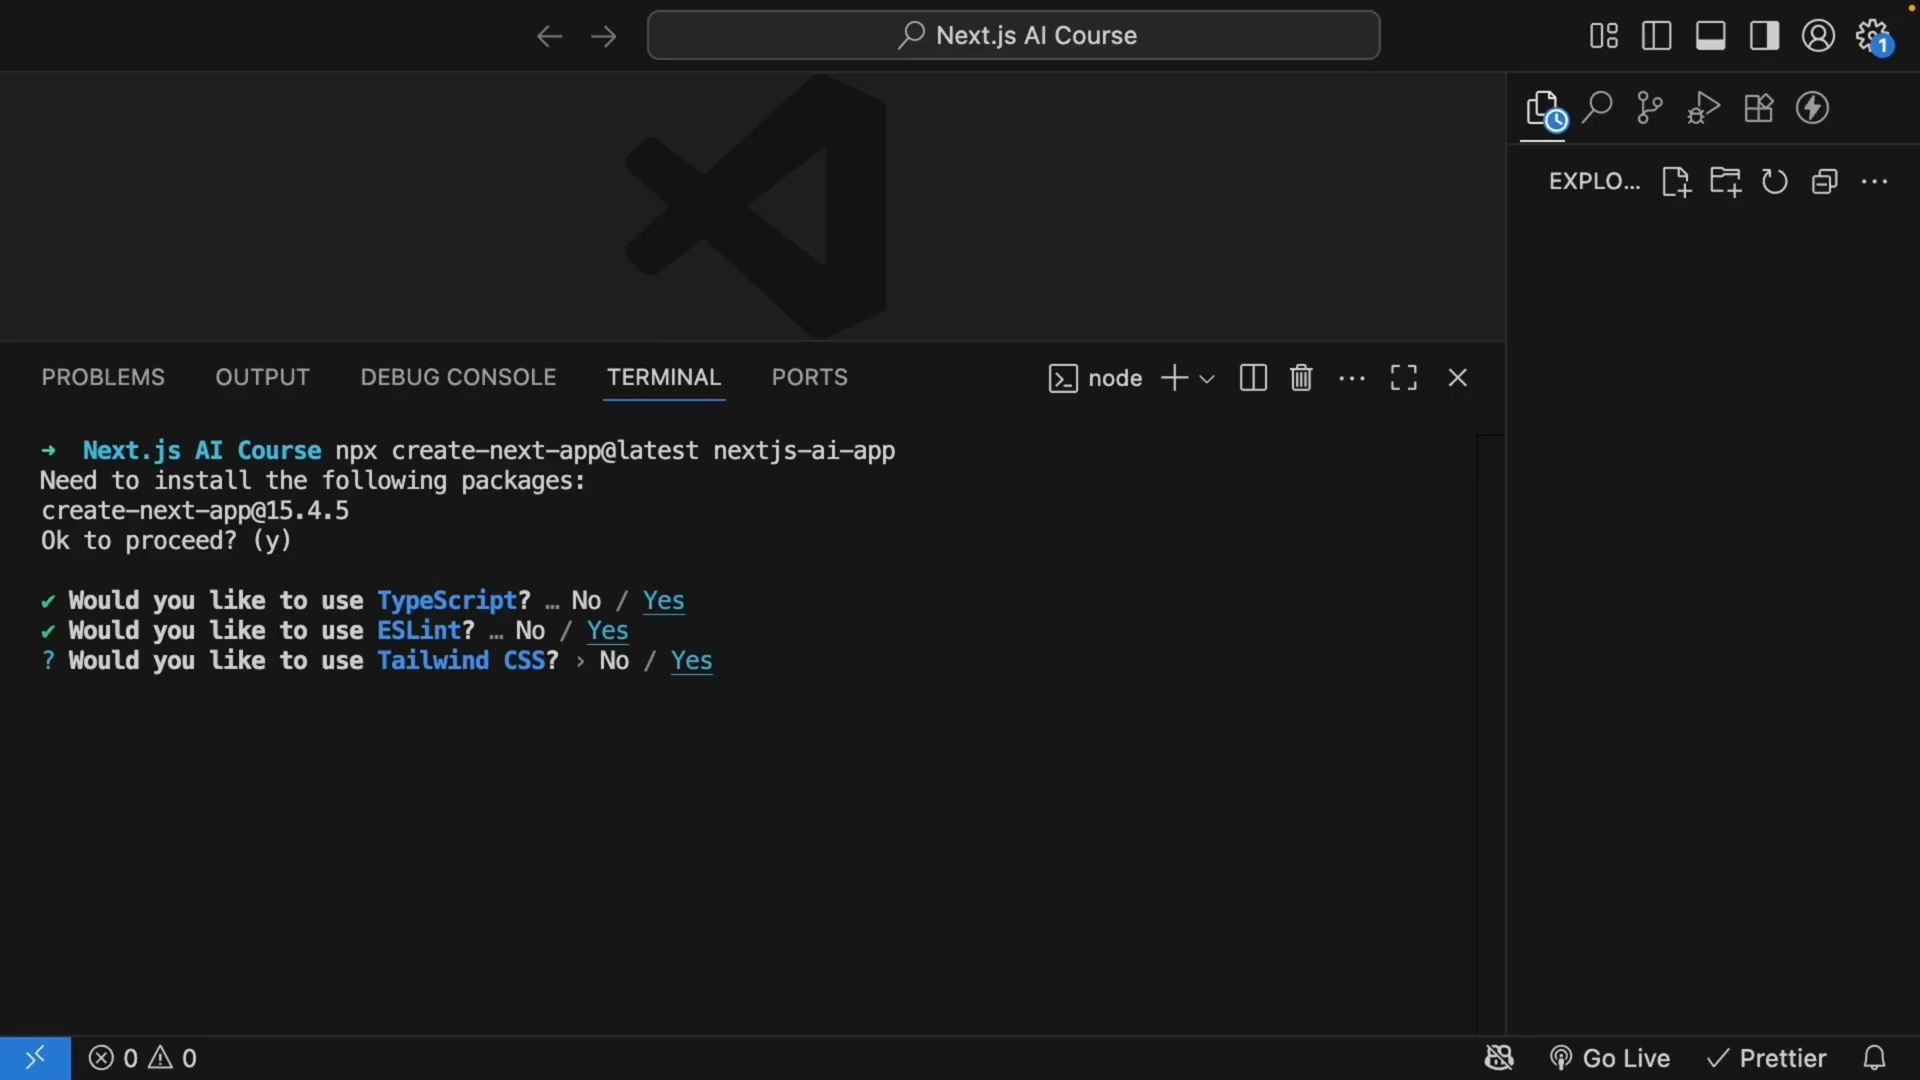 Next.js AI Course
1
EXPLO...
PROBLEMS OUTPUT DEBUG CONSOLE TERMINAL PORTS node
➜ Next.js AI Course npx create-next-app@latest nextjs-ai-app
Need to install the following packages:
create-next-app@15.4.5
Ok to proceed? (y)
✔ Would you like to use TypeScript? … No / Yes
✔ Would you like to use ESLint? … No / Yes
? Would you like to use Tailwind CSS? › No / Yes
0 0 Go Live Prettier